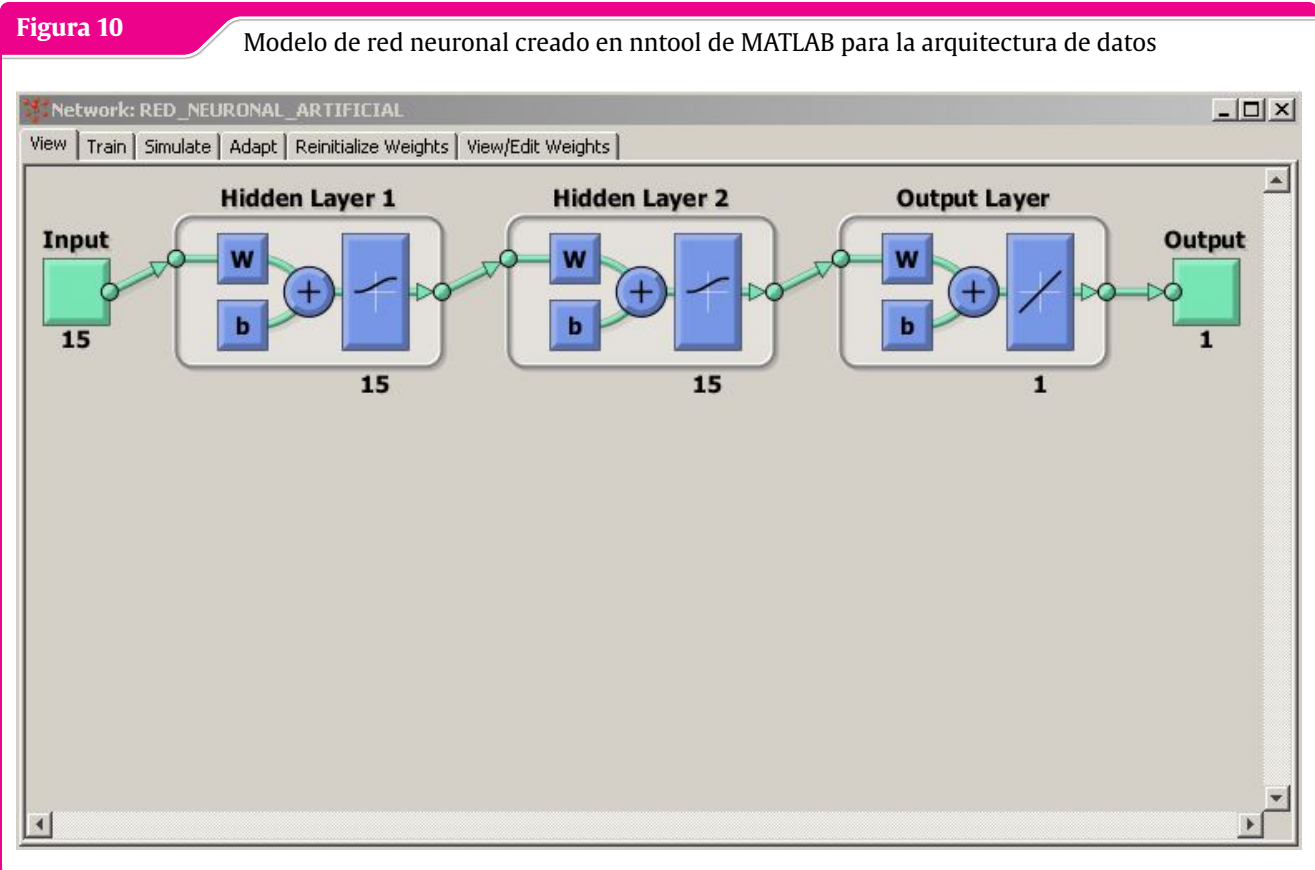 Figura 10
Modelo de red neuronal creado en nntool de MATLAB para la arquitectura de datos
Network: RED_NEURONAL_ARTIFICIAL
View Train Simulate Adapt Reinitialize Weights View/Edit Weights
Hidden Layer 1 Hidden Layer 2 Output Layer
Input Output
W W W
+ + +
b b b
15 1
15 15 1